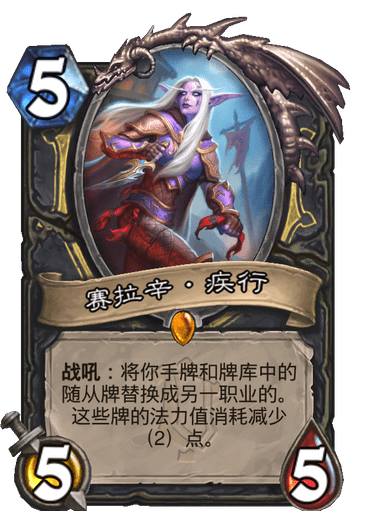 5
赛拉辛·疾行
战吼：将你手牌和牌库中的
随从牌替换成另一职业的。
这些牌的法力值消耗减少
（2）点。
5
5